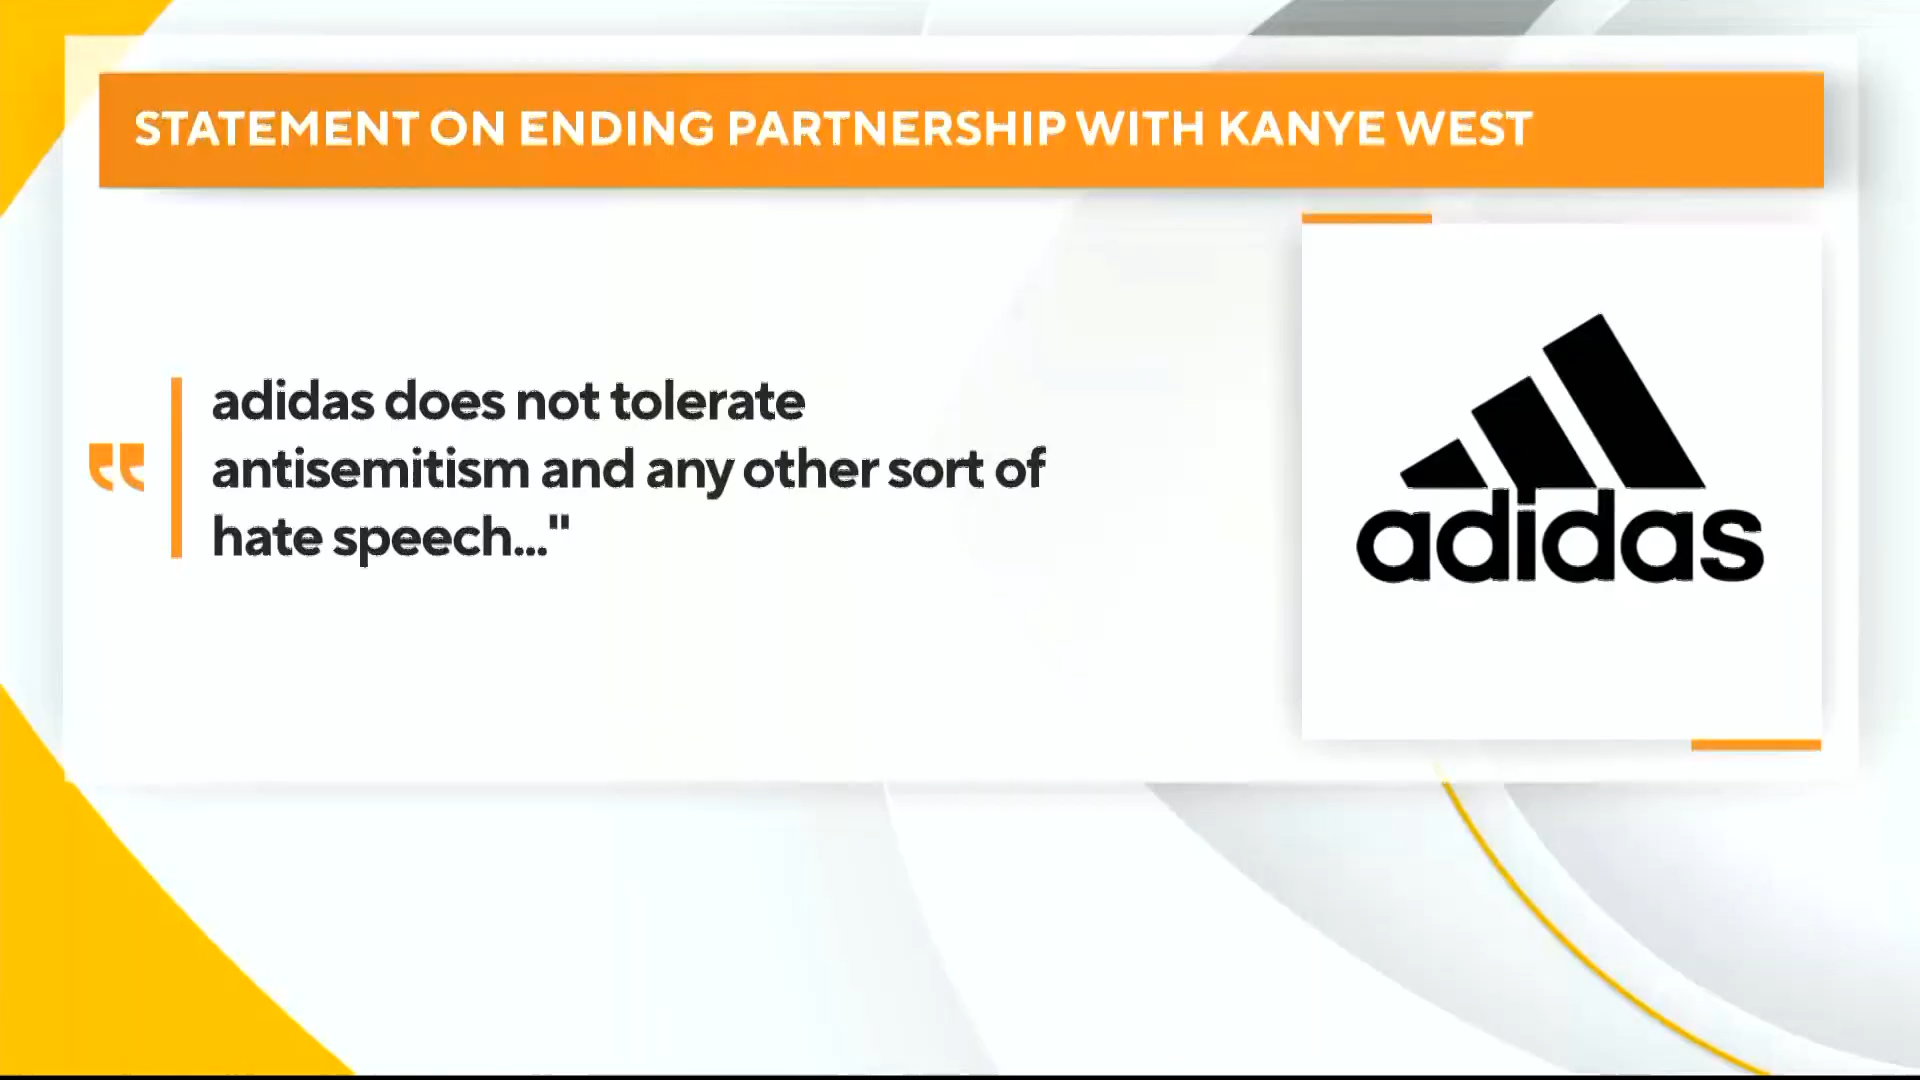 STATEMENT ON ENDING PARTNERSHIP WITH KANYE WEST
“
adidas does not tolerate
antisemitism and any other sort of
hate speech..."
adidas